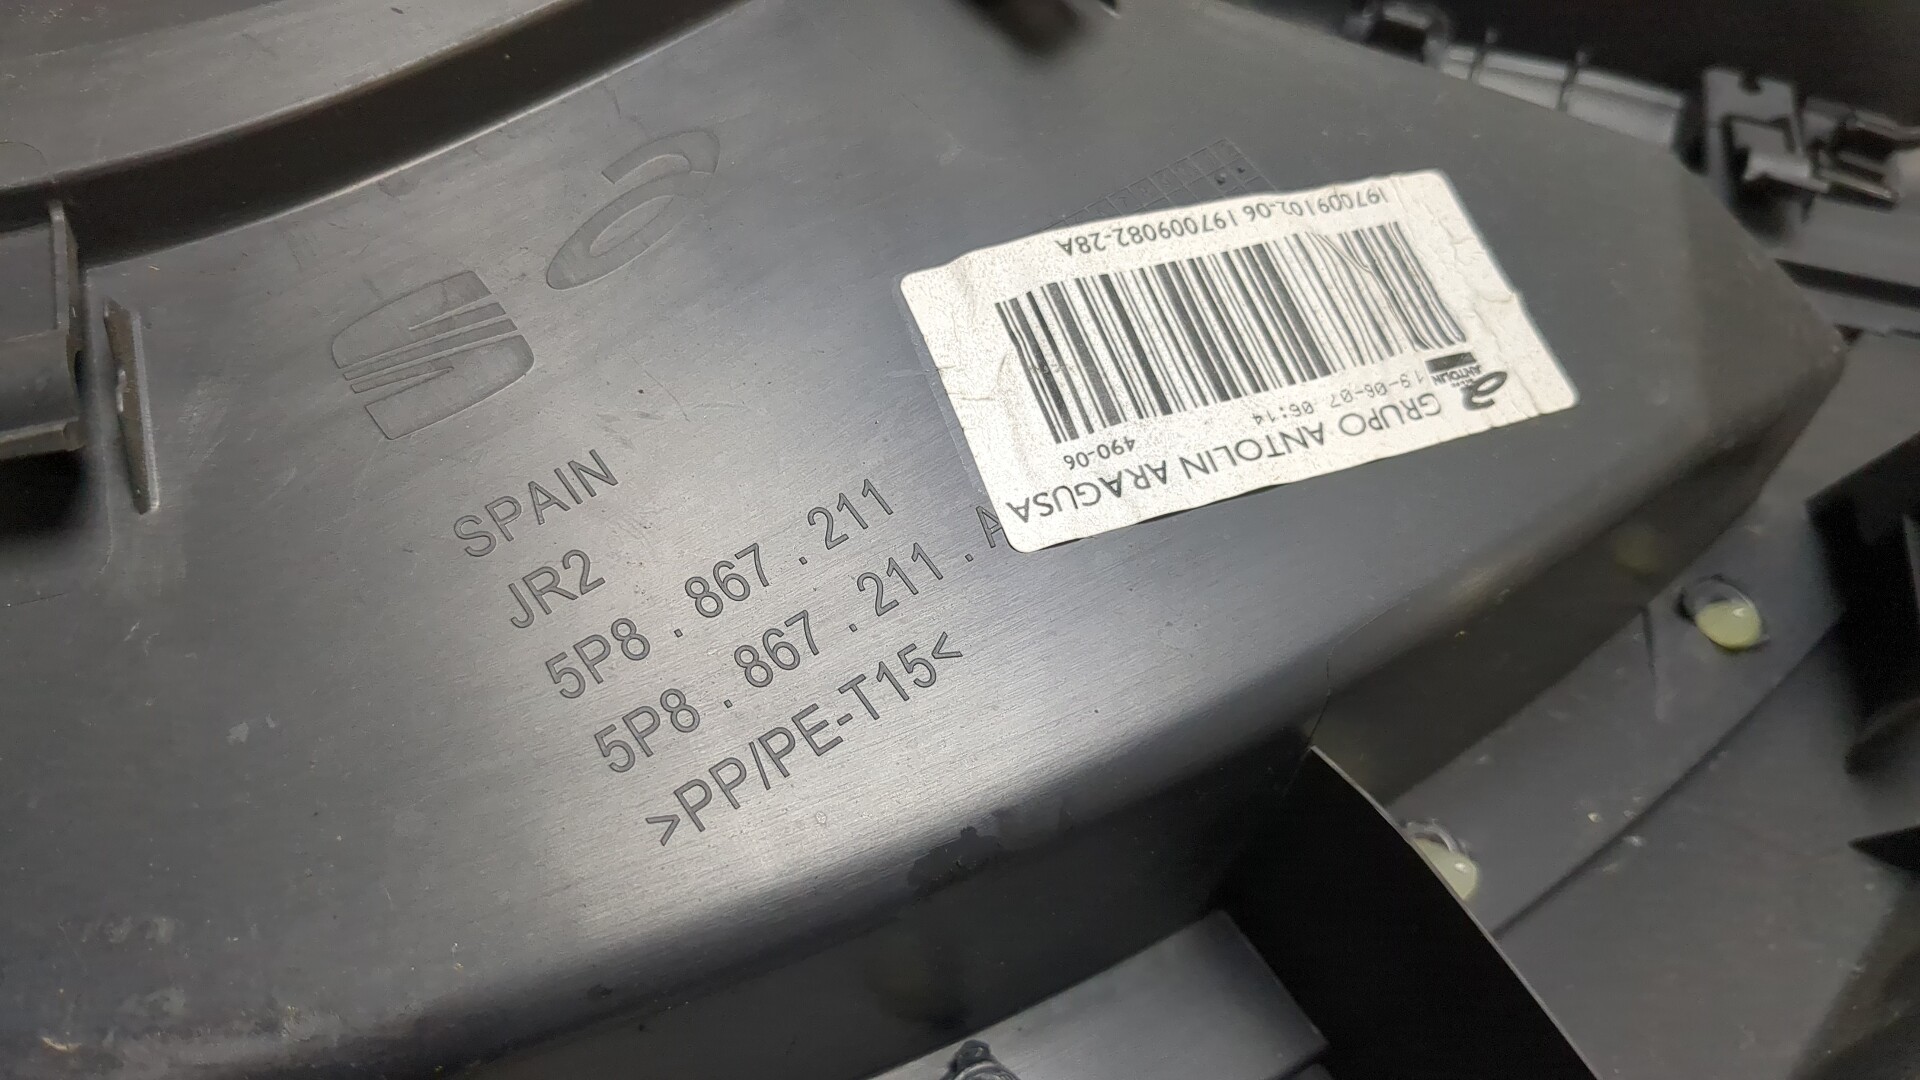 SPAIN
JR2
5P8 . 867 . 211
5P8 . 867 . 211 . A
>PP/PE-T15<
GRUPO ANTOLIN ARAGUSA
19-06-07 06:14
490-06
ANTOLIN
197009102-06 197009082-28A